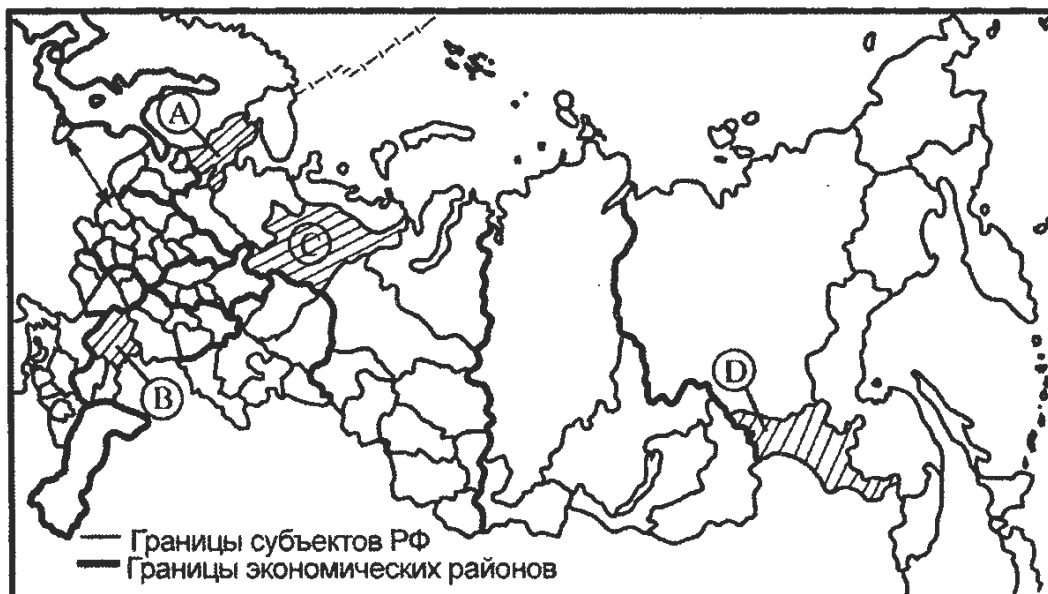 A
C
B
D
Границы субъектов РФ
Границы экономических районов